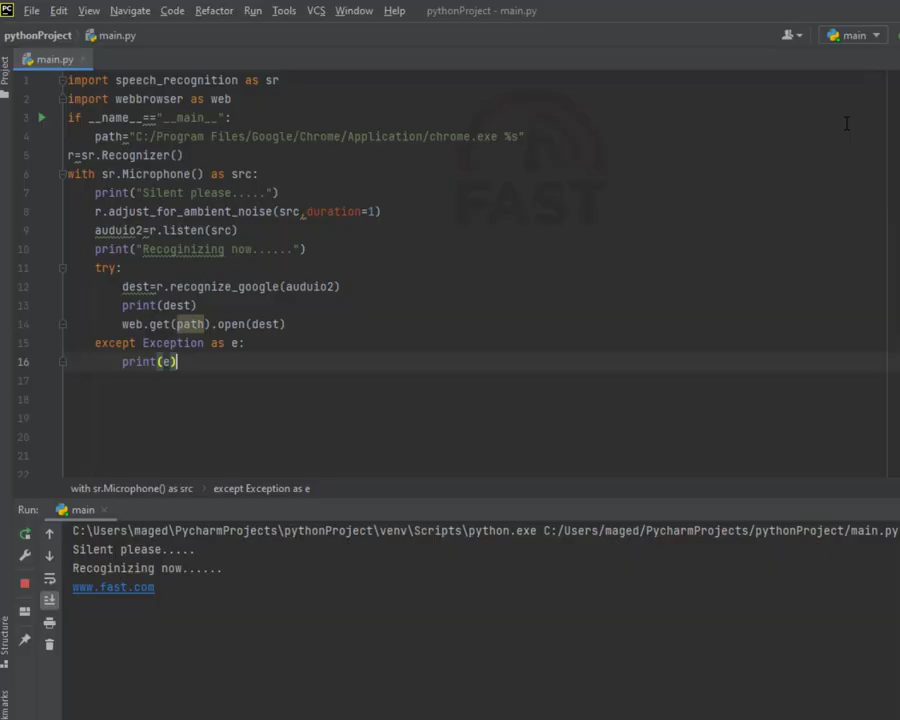 PC File Edit View Navigate Code Refactor Run Tools VCS Window Help pythonProject - main.py
pythonProject main.py main
Project main.py
1 import speech_recognition as sr
2 import webbrowser as web
3 if __name__=="__main__":
4 path="C:/Program Files/Google/Chrome/Application/chrome.exe %s"
5 r=sr.Recognizer()
6 with sr.Microphone() as src:
7 print("Silent please.....")
8 r.adjust_for_ambient_noise(src,duration=1)
9 auduio2=r.listen(src)
10 print("Recoginizing now......")
11 try:
12 dest=r.recognize_google(auduio2)
13 print(dest)
14 web.get(path).open(dest)
15 except Exception as e:
16 print(e)
17
18
19
20
21
22
FAST
with sr.Microphone() as src › except Exception as e
Run: main
C:\Users\maged\PycharmProjects\pythonProject\venv\Scripts\python.exe C:/Users/maged/PycharmProjects/pythonProject/main.py
Silent please.....
Recoginizing now......
www.fast.com
Structure
kmarks